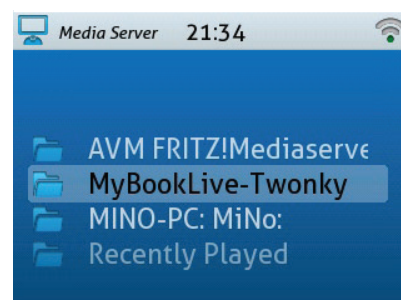 Media Server 21:34
AVM FRITZ!Mediaserve
MyBookLive-Twonky
MINO-PC: MiNo:
Recently Played